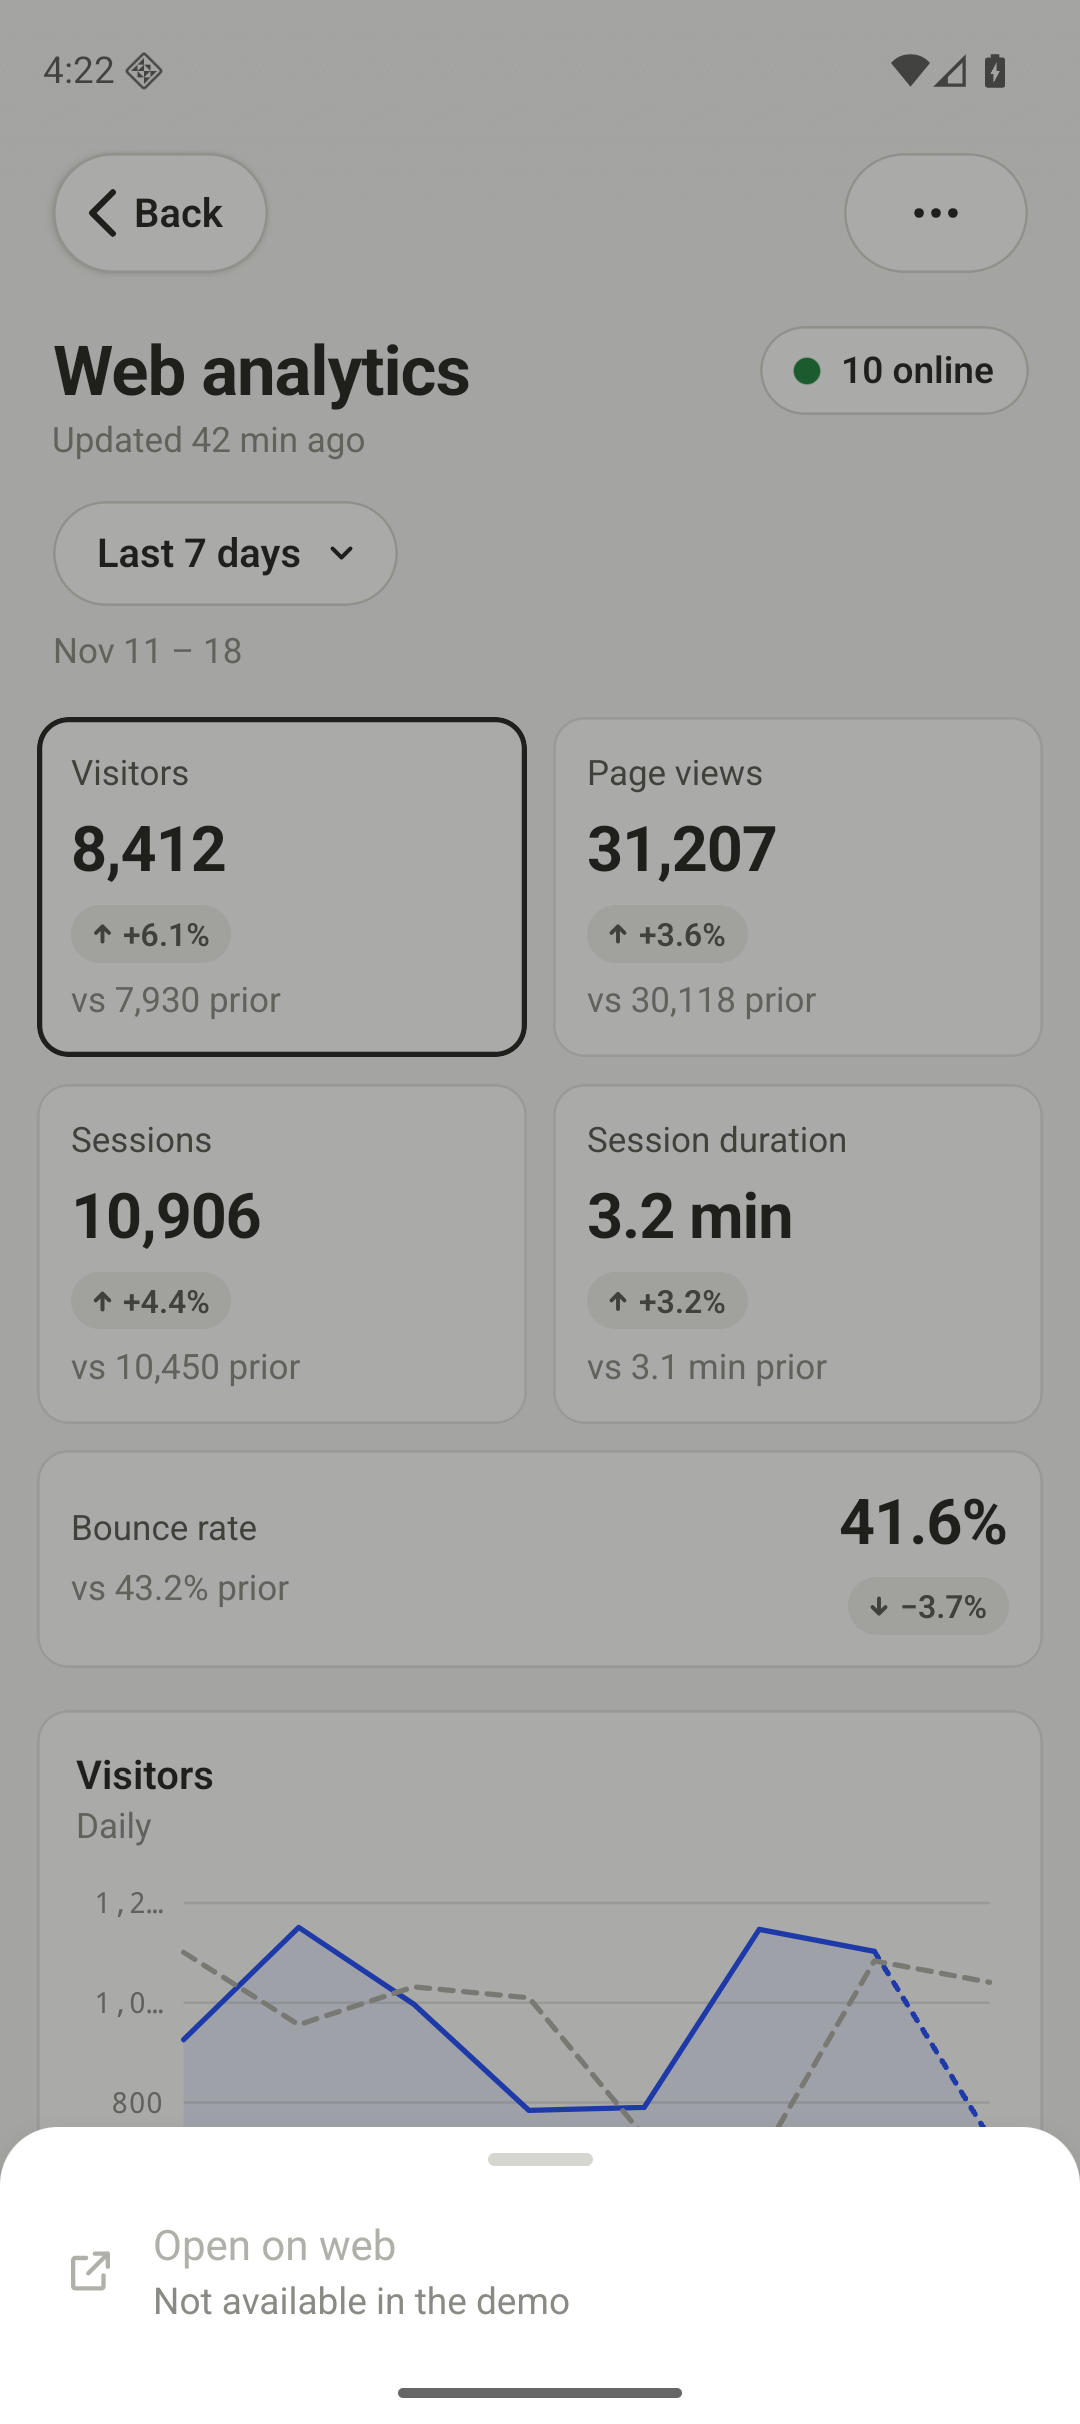 4:22
Back
Web analytics
10 online
Updated 42 min ago
Last 7 days
Nov 11 – 18
Visitors
8,412
+6.1%
vs 7,930 prior
Page views
31,207
+3.6%
vs 30,118 prior
Sessions
10,906
+4.4%
vs 10,450 prior
Session duration
3.2 min
+3.2%
vs 3.1 min prior
Bounce rate
vs 43.2% prior
41.6%
−3.7%
Visitors
Daily
1,2…
1,0…
800
Open on web
Not available in the demo